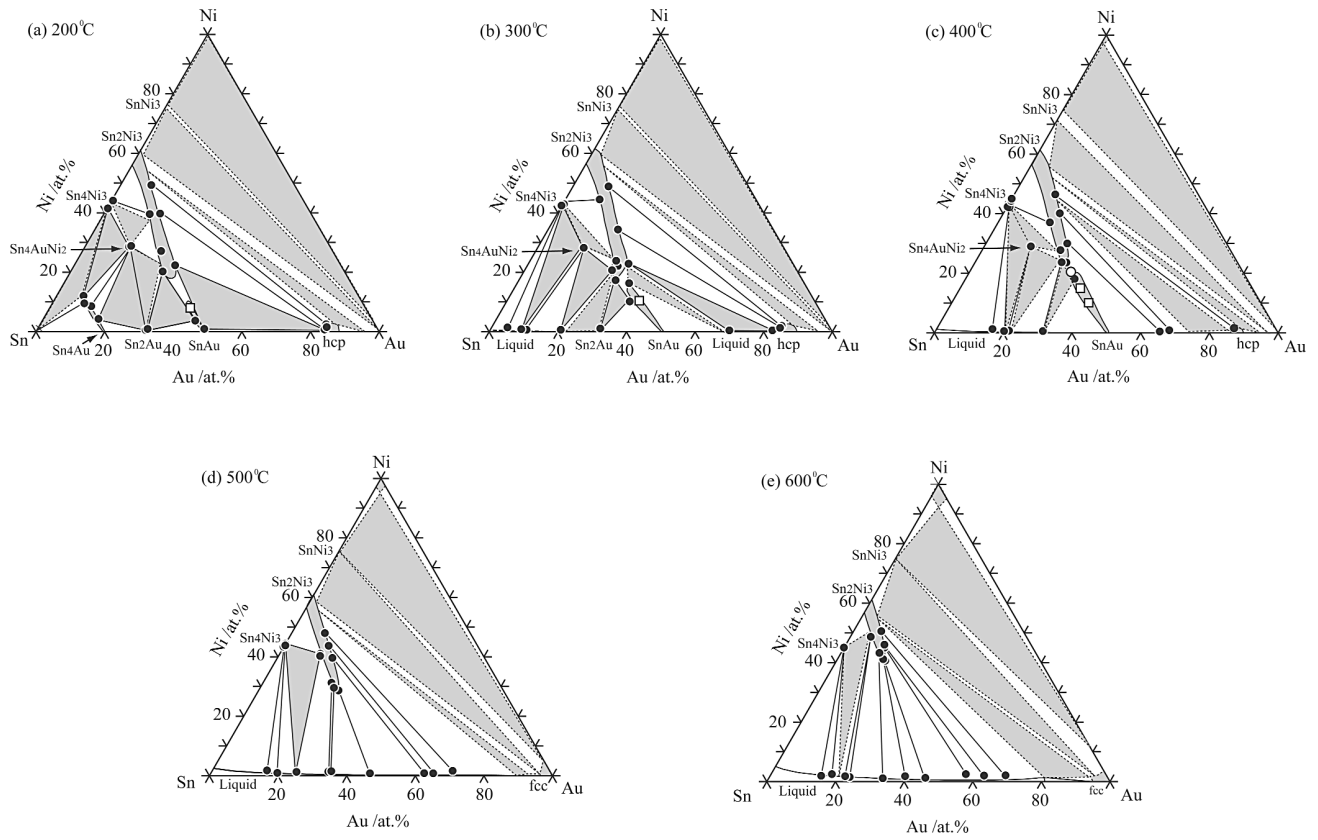 (a) 200°C
Ni
80
SnNi3
Sn2Ni3
60
Ni /at.%
Sn4Ni3
40
Sn4AuNi2
20
Sn
Sn4Au
20
Sn2Au
40
SnAu
60
80
hcp
Au
Au /at.%
(b) 300°C
Ni
80
SnNi3
Sn2Ni3
60
Ni /at.%
Sn4Ni3
40
Sn4AuNi2
20
Sn
Liquid
20
Sn2Au
40
SnAu
60
Liquid
80
hcp
Au
Au /at.%
(c) 400°C
Ni
80
SnNi3
Sn2Ni3
60
Ni /at.%
Sn4Ni3
40
Sn4AuNi2
20
Sn
Liquid
20
40
SnAu
60
80
hcp
Au
Au /at.%
(d) 500°C
Ni
80
SnNi3
Sn2Ni3
60
Ni /at.%
Sn4Ni3
40
20
Sn
Liquid
20
40
60
80
fcc
Au
Au /at.%
(e) 600°C
Ni
80
SnNi3
Sn2Ni3
60
Ni /at.%
Sn4Ni3
40
20
Sn
Liquid
20
40
60
80
fcc
Au
Au /at.%